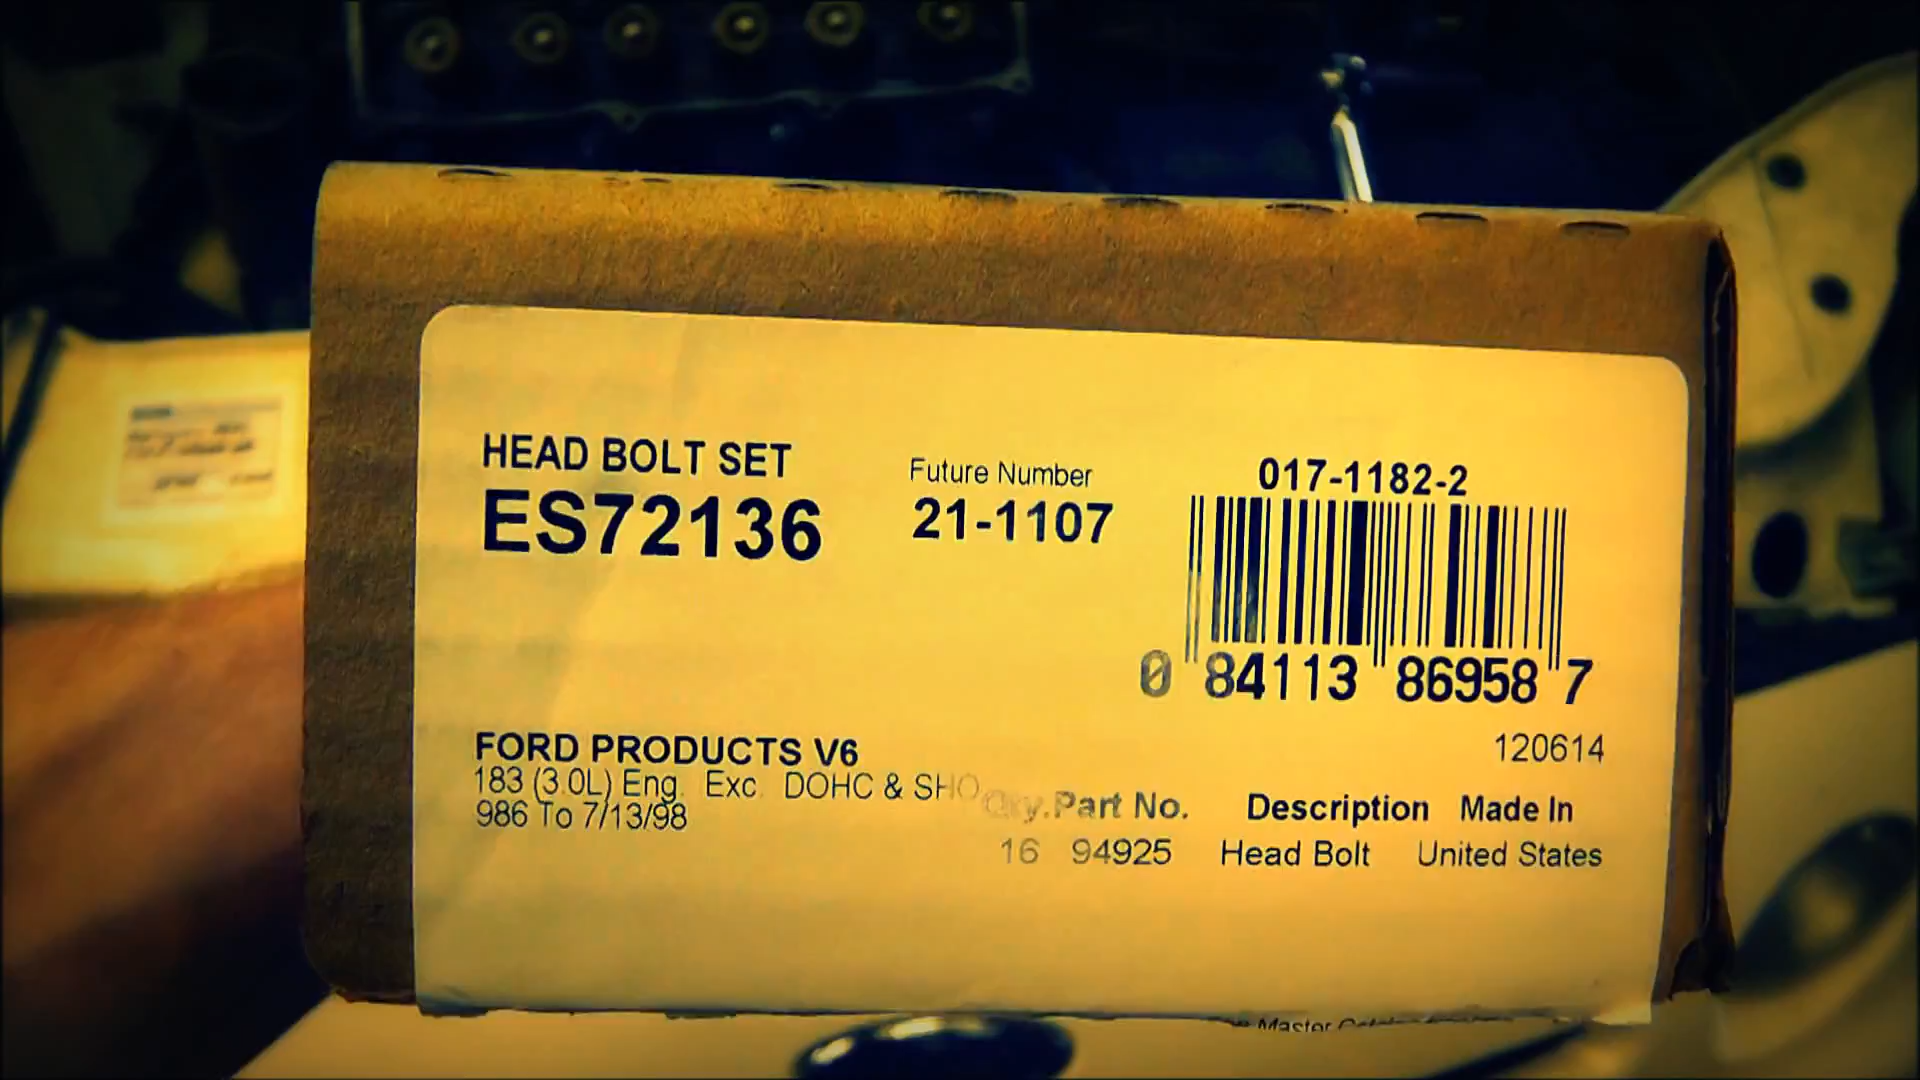 HEAD BOLT SET
ES72136
Future Number
21-1107
017-1182-2
0 84113 86958 7
120614
FORD PRODUCTS V6
183 (3.0L) Eng. Exc. DOHC & SHO
986 To 7/13/98
Qty. Part No. Description Made In
16 94925 Head Bolt United States
Master